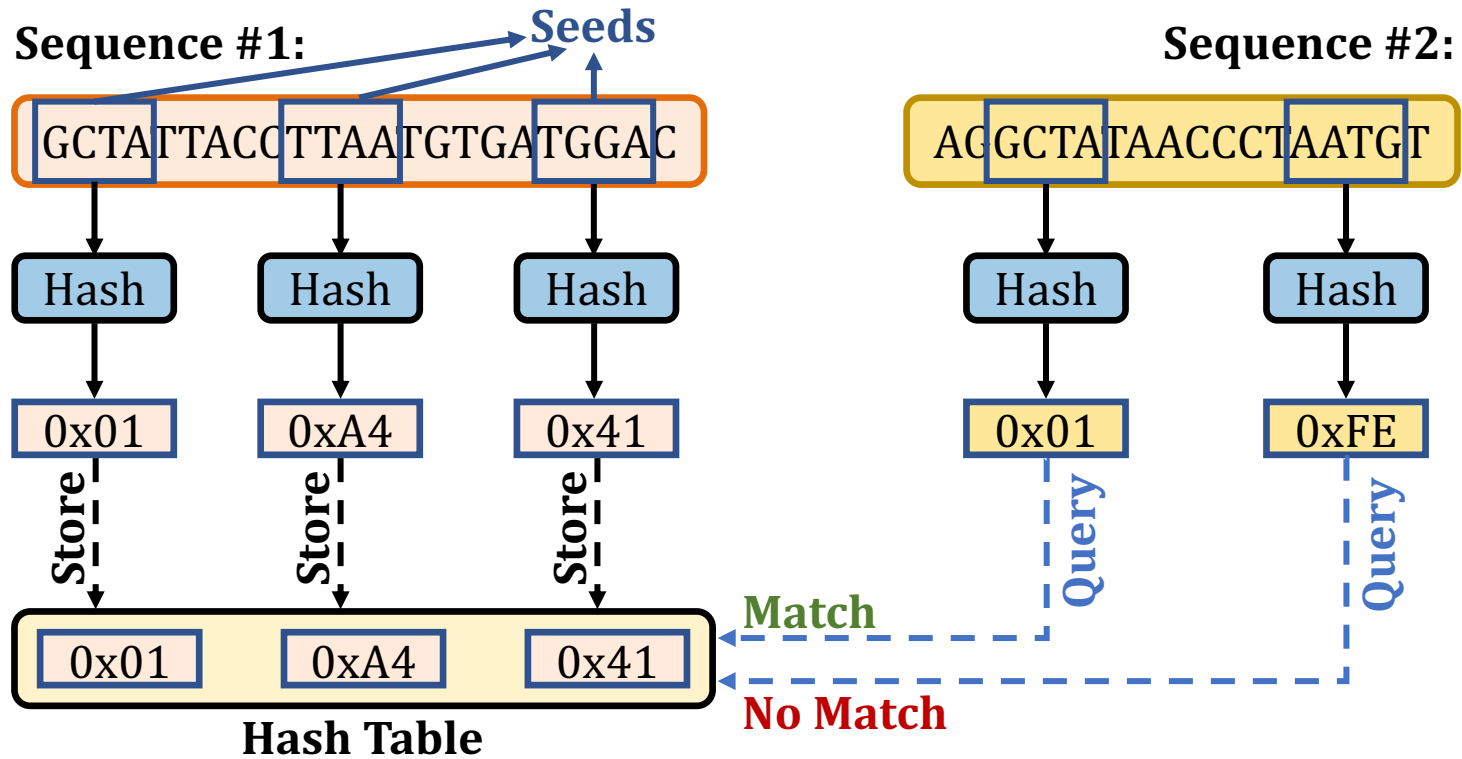 Seeds
Sequence #1:
Sequence #2:
GCTATTACCTTAATGTGATGGAC
AGGCTATAACCCTAATGT
Hash
Hash
Hash
Hash
Hash
0x01
0xA4
0x41
0x01
0xFE
Store
Store
Store
Query
Query
Match
0x01
0xA4
0x41
No Match
Hash Table